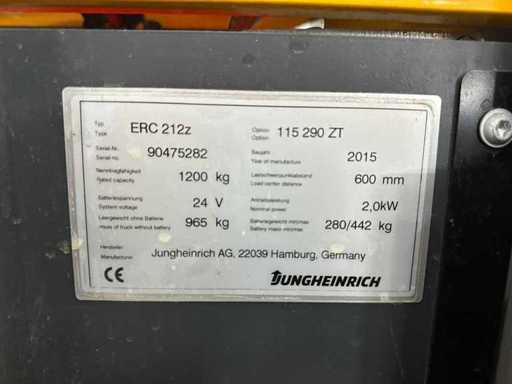 Typ
Type
ERC 212z
Option
Option
115 290 ZT
Serial-Nr.
Serial no.
90475282
Baujahr
Year of manufacture
2015
Nenntragfähigkeit
Rated capacity
1200 kg
Lastschwerpunktabstand
Load center distance
600 mm
Batteriespannung
System voltage
24 V
Antriebsleistung
Nominal power
2,0kW
Leergewicht ohne Batterie
mass of truck without battery
965 kg
Batteriegewicht min/max
Battery mass min/max
280/442 kg
Hersteller
Manufacturer
Jungheinrich AG, 22039 Hamburg, Germany
CE
JUNGHEINRICH